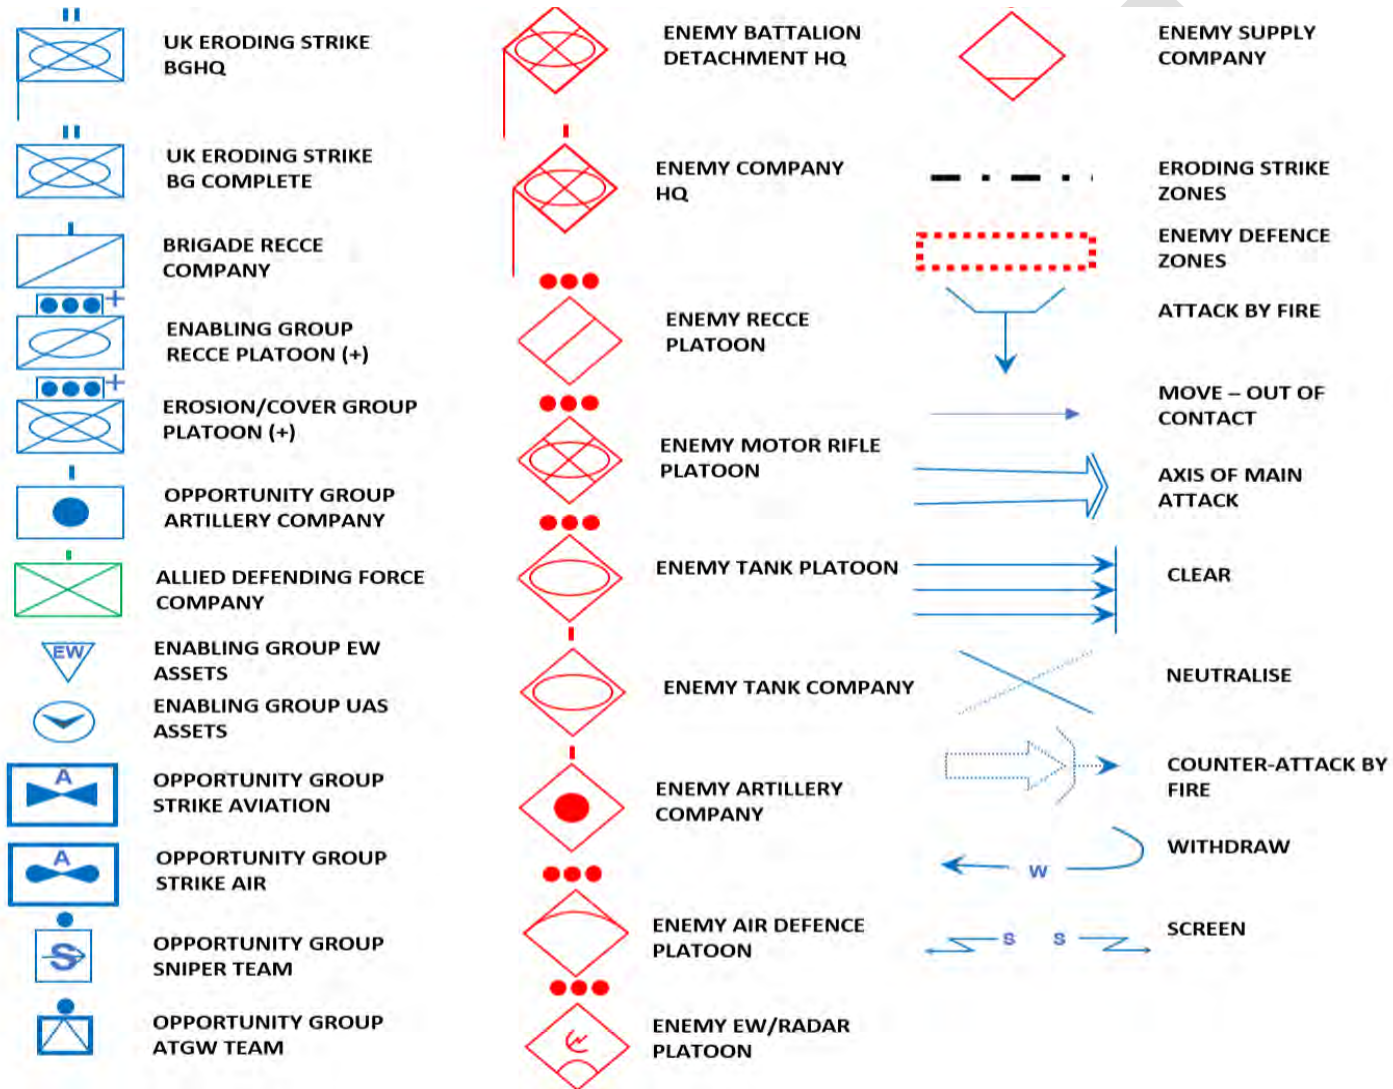 UK ERODING STRIKE
BGHQ
UK ERODING STRIKE
BG COMPLETE
BRIGADE RECCE
COMPANY
+
ENABLING GROUP
RECCE PLATOON (+)
+
EROSION/COVER GROUP
PLATOON (+)
OPPORTUNITY GROUP
ARTILLERY COMPANY
ALLIED DEFENDING FORCE
COMPANY
EW
ENABLING GROUP EW
ASSETS
ENABLING GROUP UAS
ASSETS
A
OPPORTUNITY GROUP
STRIKE AVIATION
A
OPPORTUNITY GROUP
STRIKE AIR
S
OPPORTUNITY GROUP
SNIPER TEAM
OPPORTUNITY GROUP
ATGW TEAM
ENEMY BATTALION
DETACHMENT HQ
ENEMY COMPANY
HQ
ENEMY RECCE
PLATOON
ENEMY MOTOR RIFLE
PLATOON
ENEMY TANK PLATOON
ENEMY TANK COMPANY
ENEMY ARTILLERY
COMPANY
ENEMY AIR DEFENCE
PLATOON
ENEMY EW/RADAR
PLATOON
ENEMY SUPPLY
COMPANY
ERODING STRIKE
ZONES
ENEMY DEFENCE
ZONES
ATTACK BY FIRE
MOVE – OUT OF
CONTACT
AXIS OF MAIN
ATTACK
CLEAR
NEUTRALISE
COUNTER-ATTACK BY
FIRE
W
WITHDRAW
S S
SCREEN